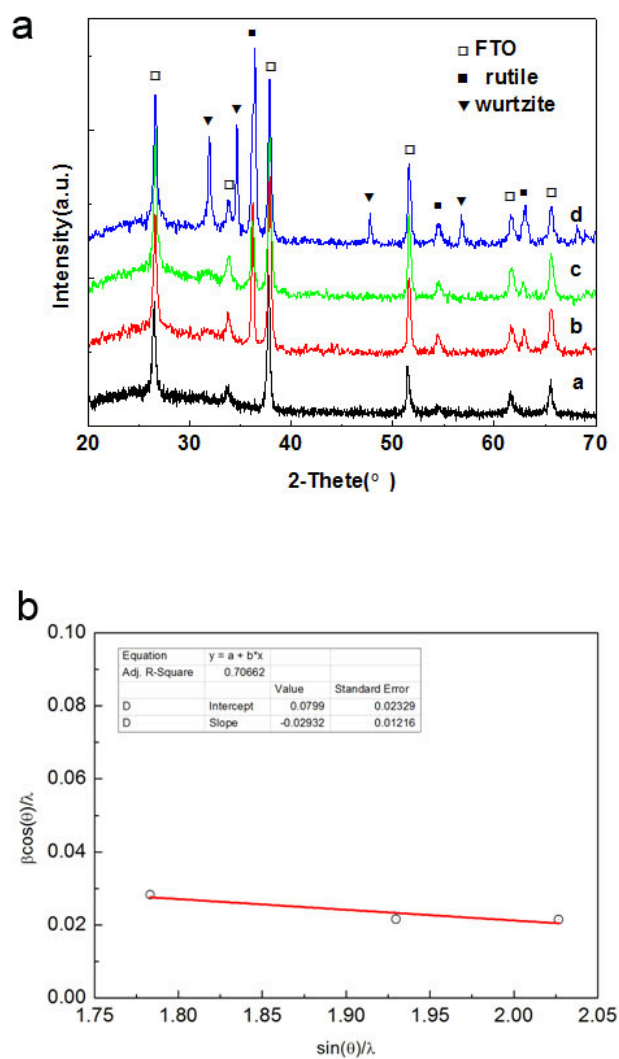 a
□ FTO
■ rutile
▼ wurtzite
d
c
b
a
Intensity(a.u.)
20 30 40 50 60 70
2-Thete(° )
b
0.10
0.08
0.06
0.04
0.02
0.00
Equation y = a + b*x
Adj. R-Square 0.70662
Value Standard Error
D Intercept 0.0799 0.02329
D Slope -0.02932 0.01216
βcos(θ)/λ
1.75 1.80 1.85 1.90 1.95 2.00 2.05
sin(θ)/λ